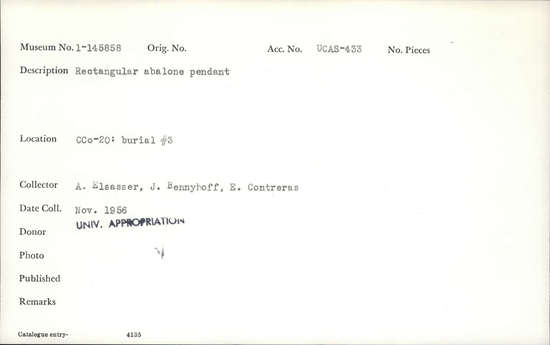 Museum No. 1-145858 Orig. No. Acc. No. UCAS-433 No. Pieces
Description Rectangular abalone pendant
Location CCo-20: burial #3
Collector A. Elsasser, J. Bennyhoff, E. Contreras
Date Coll. Nov. 1956
Donor UNIV. APPROPRIATION
Photo
Published
Remarks
Catalogue entry- 4135